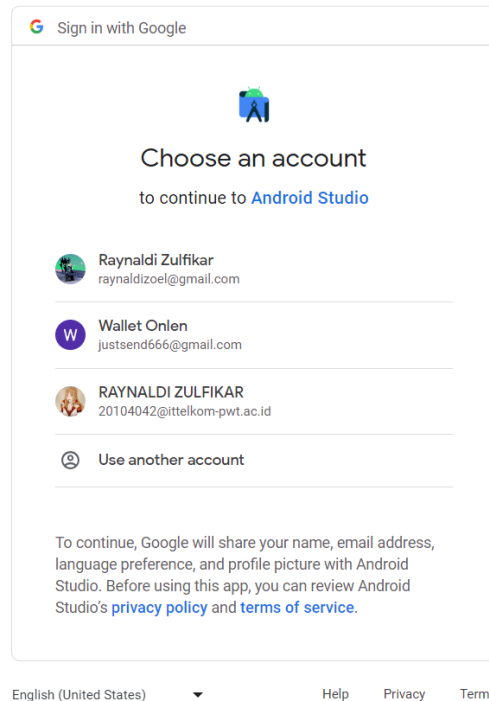 Sign in with Google
Choose an account
to continue to Android Studio
Raynaldi Zulfikar
raynaldizoel@gmail.com
W
Wallet Onlen
justsend666@gmail.com
RAYNALDI ZULFIKAR
20104042@ittelkom-pwt.ac.id
Use another account
To continue, Google will share your name, email address,
language preference, and profile picture with Android
Studio. Before using this app, you can review Android
Studio's privacy policy and terms of service.
English (United States) Help Privacy Term